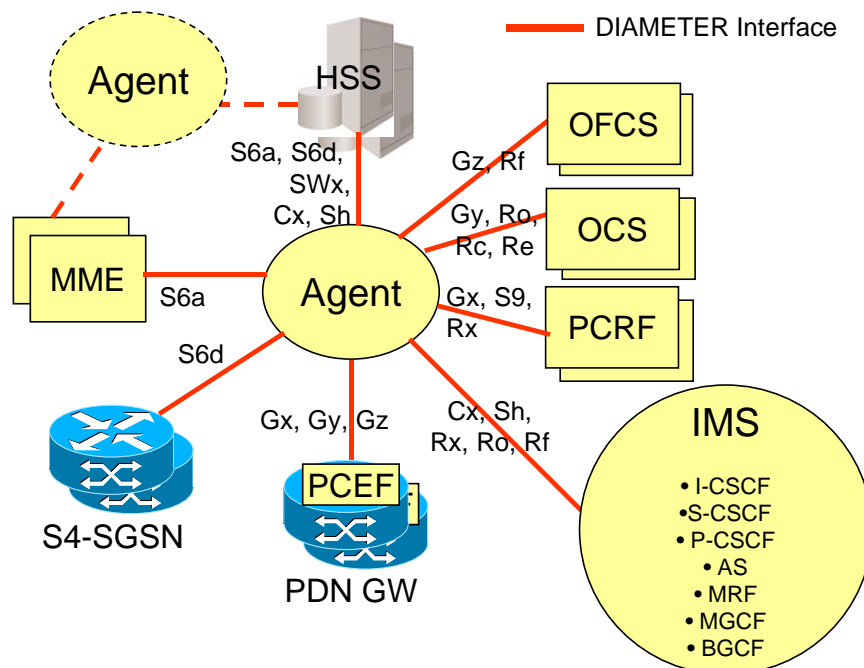 DIAMETER Interface
Agent
HSS
OFCS
S6a, S6d,
SWx,
Cx, Sh
Gz, Rf
Gy, Ro,
Rc, Re
OCS
MME
S6a
Agent
Gx, S9,
Rx
PCRF
S6d
Gx, Gy, Gz
Cx, Sh,
Rx, Ro, Rf
IMS
PCEF
S4-SGSN
PDN GW
• I-CSCF
• S-CSCF
• P-CSCF
• AS
• MRF
• MGCF
• BGCF